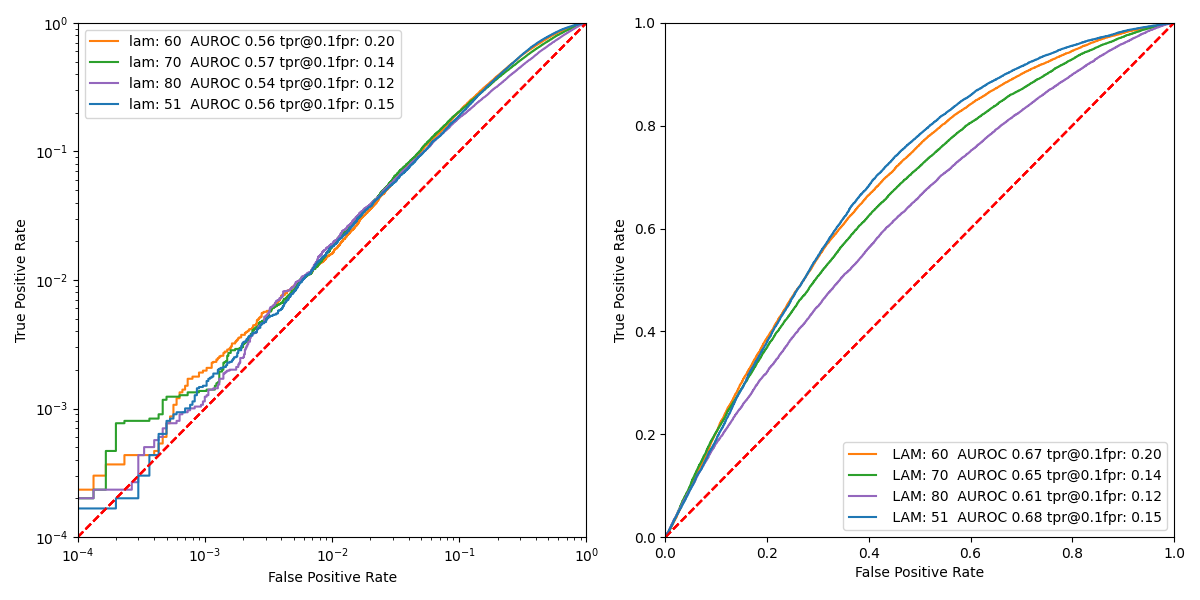 lam: 60 AUROC 0.56 tpr@0.1fpr: 0.20
lam: 70 AUROC 0.57 tpr@0.1fpr: 0.14
lam: 80 AUROC 0.54 tpr@0.1fpr: 0.12
lam: 51 AUROC 0.56 tpr@0.1fpr: 0.15
10⁰
10⁻¹
10⁻²
10⁻³
10⁻⁴
True Positive Rate
10⁻⁴ 10⁻³ 10⁻² 10⁻¹ 10⁰
False Positive Rate
1.0
0.8
0.6
0.4
0.2
0.0
True Positive Rate
LAM: 60 AUROC 0.67 tpr@0.1fpr: 0.20
LAM: 70 AUROC 0.65 tpr@0.1fpr: 0.14
LAM: 80 AUROC 0.61 tpr@0.1fpr: 0.12
LAM: 51 AUROC 0.68 tpr@0.1fpr: 0.15
0.0 0.2 0.4 0.6 0.8 1.0
False Positive Rate